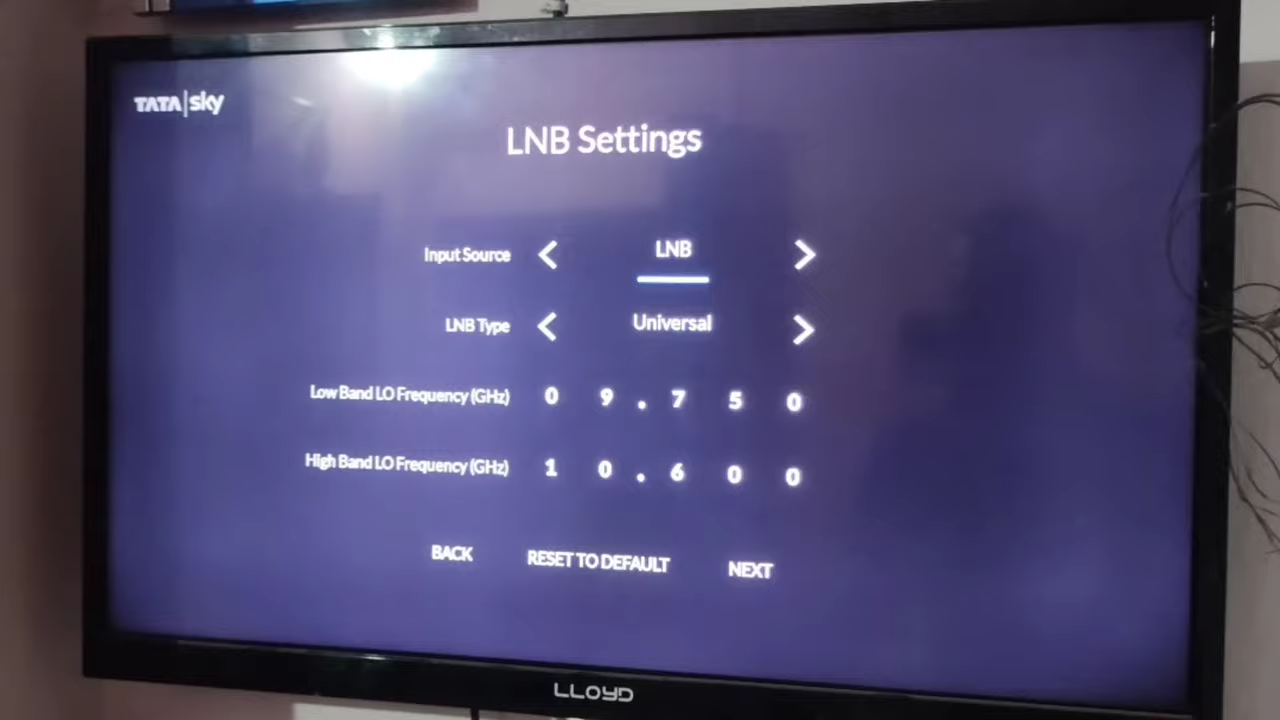 TATA|sky
LNB Settings
Input Source < LNB >
LNB Type < Universal >
Low Band LO Frequency (GHz) 0 9 . 7 5 0
High Band LO Frequency (GHz) 1 0 . 6 0 0
BACK RESET TO DEFAULT NEXT
LLOYD